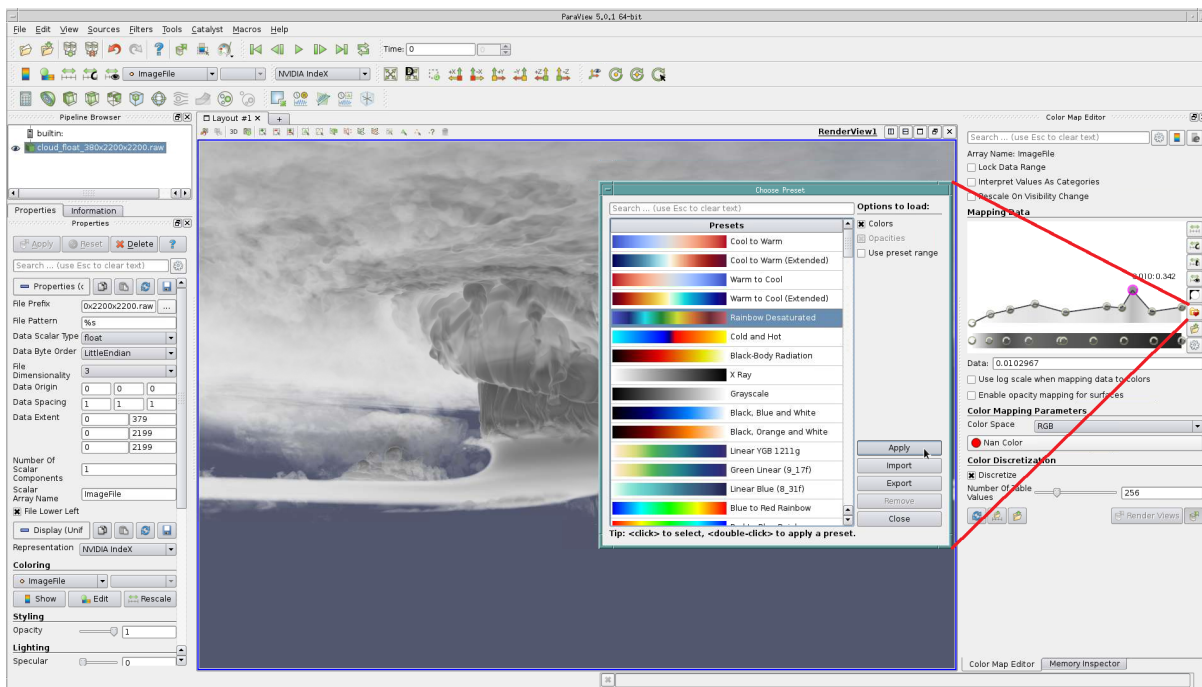 ParaView 5.0.1 64-bit
File Edit View Sources Filters Tools Catalyst Macros Help
Time: 0 0
ImageFile NVIDIA IndeX
Pipeline Browser
builtin:
cloud_float_380x2200x2200.raw
Properties Information
Properties
Apply Reset Delete ?
Search ... (use Esc to clear text)
Properties (c
File Prefix 0x2200x2200.raw ...
File Pattern %s
Data Scalar Type float
Data Byte Order LittleEndian
File
Dimensionality 3
Data Origin 0 0 0
Data Spacing 1 1 1
Data Extent 0 379
0 2199
0 2199
Number Of
Scalar
Components 1
Scalar
Array Name ImageFile
File Lower Left
Display (Unif
Representation NVIDIA IndeX
Coloring
ImageFile
Show Edit Rescale
Styling
Opacity 1
Lighting
Specular 0
Layout #1 × +
3D
RenderView1
Choose Preset
Search ... (use Esc to clear text)
Presets
Cool to Warm
Cool to Warm (Extended)
Warm to Cool
Warm to Cool (Extended)
Rainbow Desaturated
Cold and Hot
Black-Body Radiation
X Ray
Grayscale
Black, Blue and White
Black, Orange and White
Linear YGB 1211g
Green Linear (9_17f)
Linear Blue (8_31f)
Blue to Red Rainbow
Options to load:
Colors
Opacities
Use preset range
Apply
Import
Export
Remove
Close
Tip: <click> to select, <double-click> to apply a preset.
Color Map Editor
Search ... (use Esc to clear text)
Array Name: ImageFile
Lock Data Range
Interpret Values As Categories
Rescale On Visibility Change
Mapping Data
010:0.342
Data: 0.0102967
Use log scale when mapping data to colors
Enable opacity mapping for surfaces
Color Mapping Parameters
Color Space RGB
Nan Color
Color Discretization
Discretize
Number Of Table
Values 256
Render Views
Color Map Editor Memory Inspector